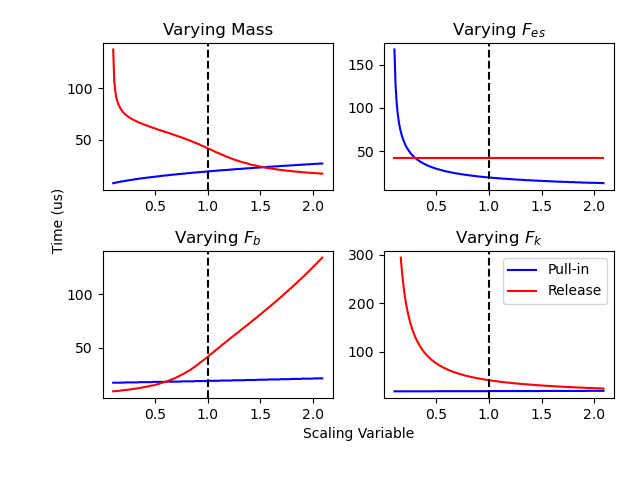 Varying Mass
100
50
0.5 1.0 1.5 2.0
Varying F_es
150
100
50
0.5 1.0 1.5 2.0
Time (us)
Varying F_b
100
50
0.5 1.0 1.5 2.0
Varying F_k
300
200
100
0.5 1.0 1.5 2.0
Pull-in
Release
Scaling Variable